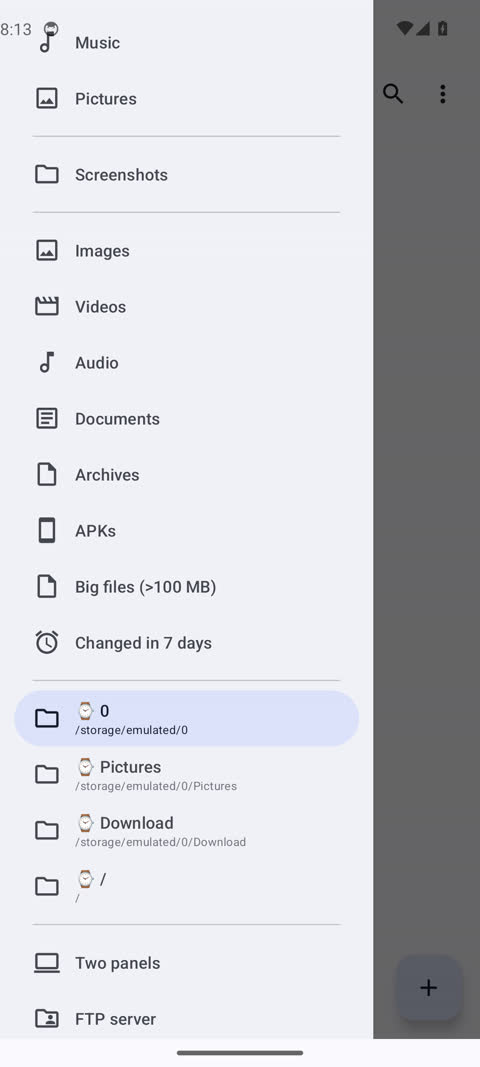 8:13
Music
Pictures
Screenshots
Images
Videos
Audio
Documents
Archives
APKs
Big files (>100 MB)
Changed in 7 days
⌚ 0
/storage/emulated/0
⌚ Pictures
/storage/emulated/0/Pictures
⌚ Download
/storage/emulated/0/Download
⌚ /
/
Two panels
FTP server